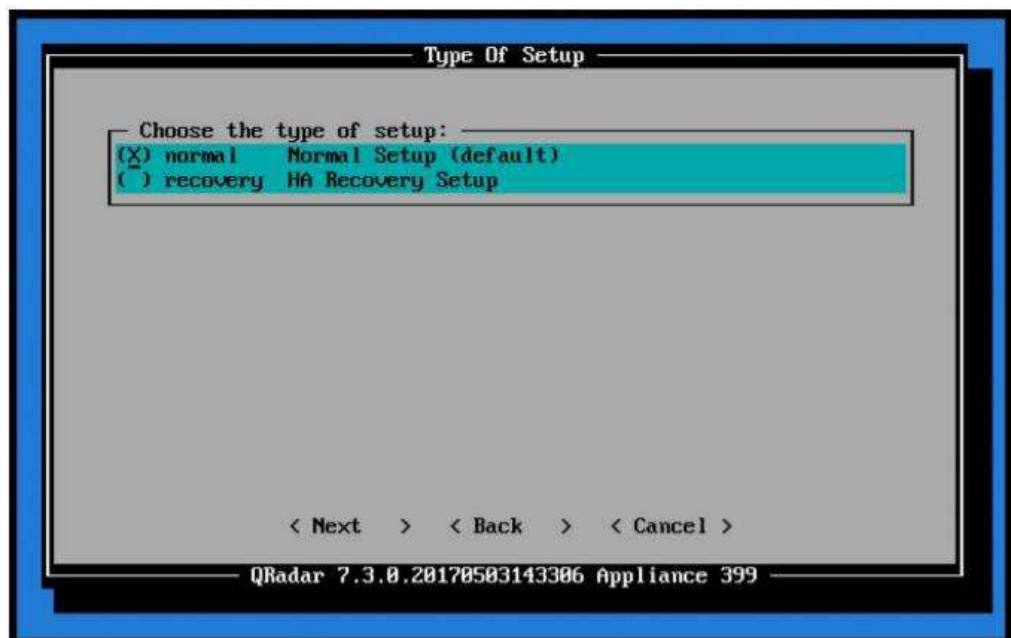 Type Of Setup
Choose the type of setup:
(X) normal Normal Setup (default)
( ) recovery HA Recovery Setup
< Next > < Back > < Cancel >
QRadar 7.3.0.20170503143306 Appliance 399